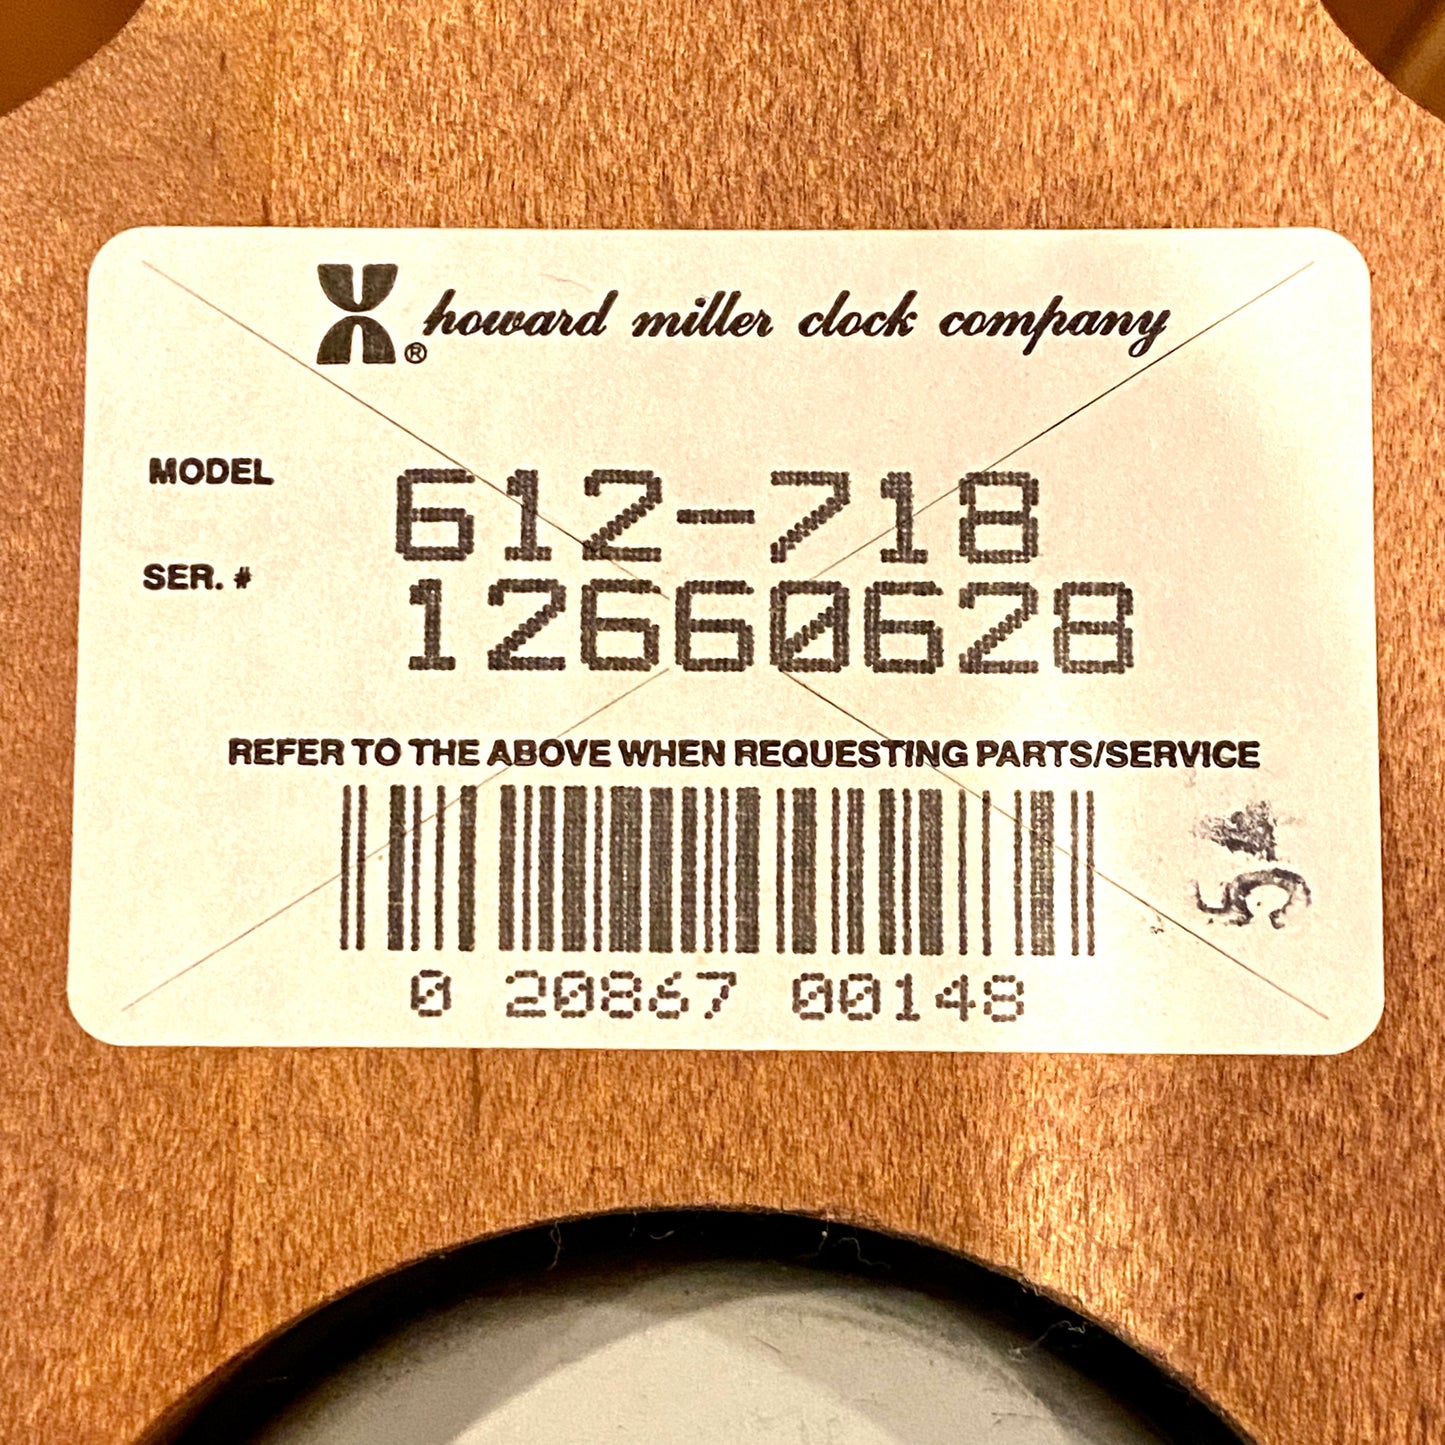 ® howard miller clock company
MODEL 612-718
SER. # 12660628
REFER TO THE ABOVE WHEN REQUESTING PARTS/SERVICE
0 20867 00148